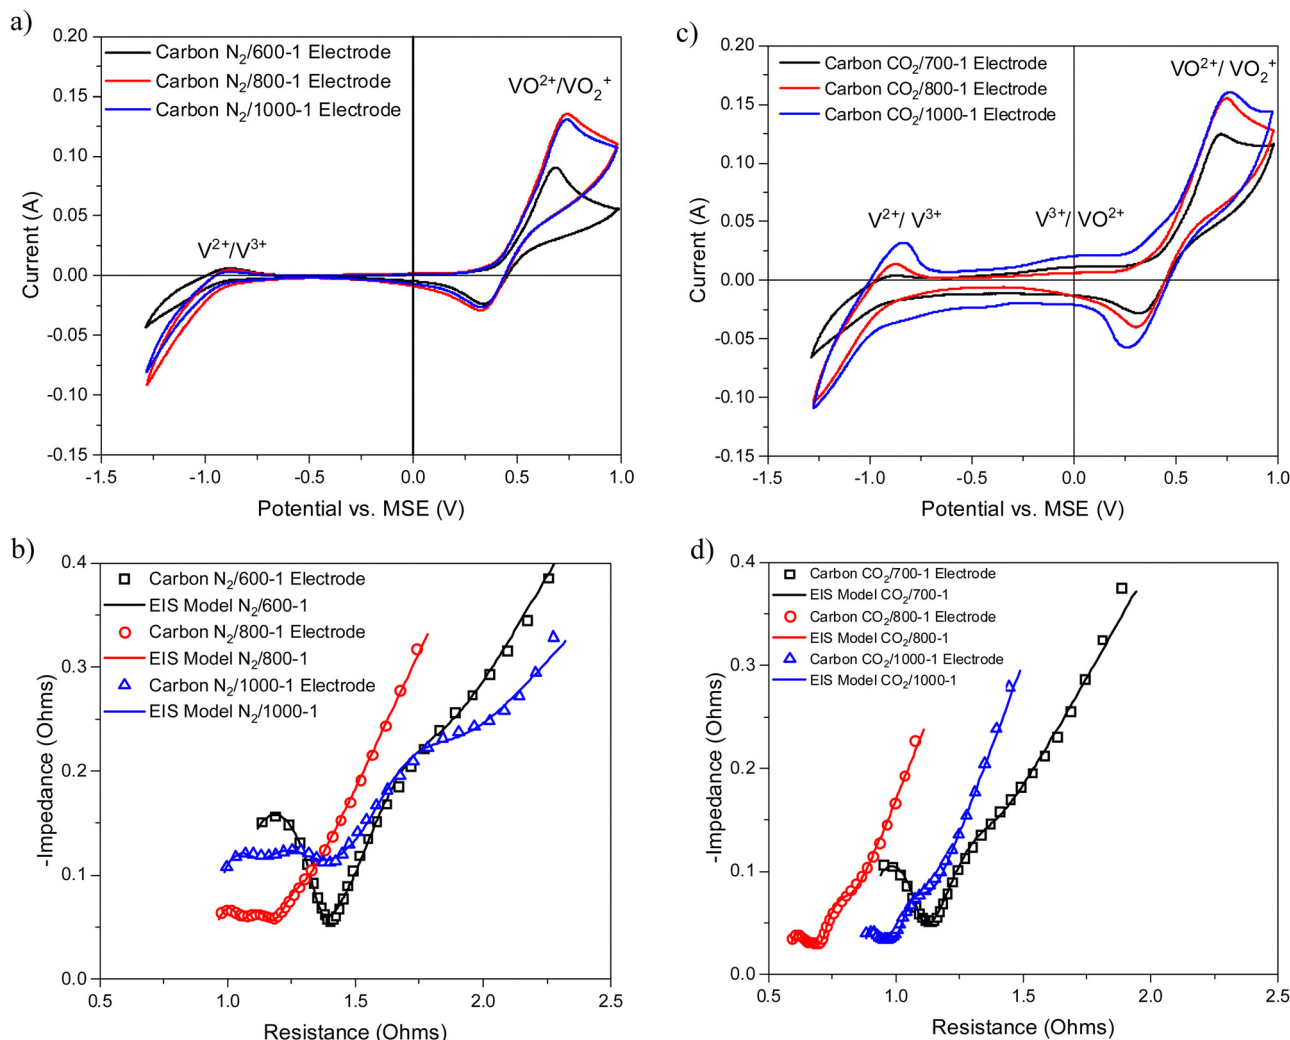 a)
0.20
0.15
0.10
0.05
0.00
-0.05
-0.10
-0.15
Current (A)
Carbon N2/600-1 Electrode
Carbon N2/800-1 Electrode
Carbon N2/1000-1 Electrode
VO2+/VO2+
V2+/V3+
-1.5
-1.0
-0.5
0.0
0.5
1.0
Potential vs. MSE (V)
c)
0.20
0.15
0.10
0.05
0.00
-0.05
-0.10
-0.15
Current (A)
Carbon CO2/700-1 Electrode
Carbon CO2/800-1 Electrode
Carbon CO2/1000-1 Electrode
VO2+/ VO2+
V2+/ V3+
V3+/ VO2+
-1.5
-1.0
-0.5
0.0
0.5
1.0
Potential vs. MSE (V)
b)
0.4
0.3
0.2
0.1
0.0
-Impedance (Ohms)
Carbon N2/600-1 Electrode
EIS Model N2/600-1
Carbon N2/800-1 Electrode
EIS Model N2/800-1
Carbon N2/1000-1 Electrode
EIS Model N2/1000-1
0.5
1.0
1.5
2.0
2.5
Resistance (Ohms)
d)
0.4
0.3
0.2
0.1
0.0
-Impedance (Ohms)
Carbon CO2/700-1 Electrode
EIS Model CO2/700-1
Carbon CO2/800-1 Electrode
EIS Model CO2/800-1
Carbon CO2/1000-1 Electrode
EIS Model CO2/1000-1
0.5
1.0
1.5
2.0
2.5
Resistance (Ohms)